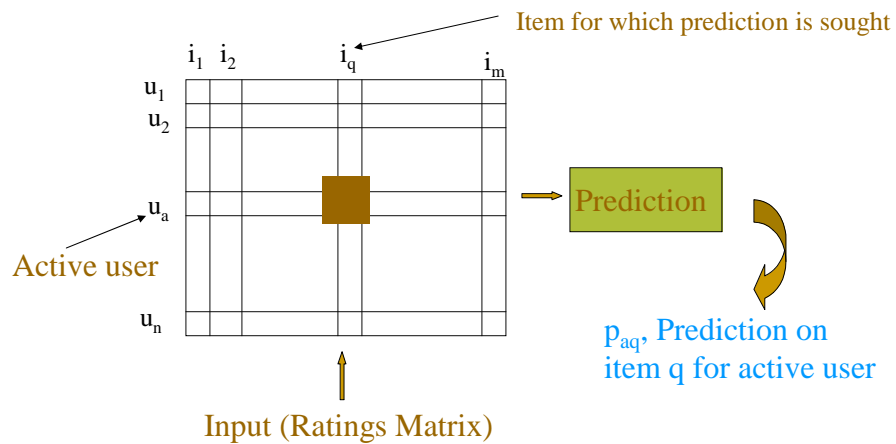 Item for which prediction is sought
i1 i2 iq im
u1
u2
ua
Prediction
Active user
un
paq, Prediction on
item q for active user
Input (Ratings Matrix)